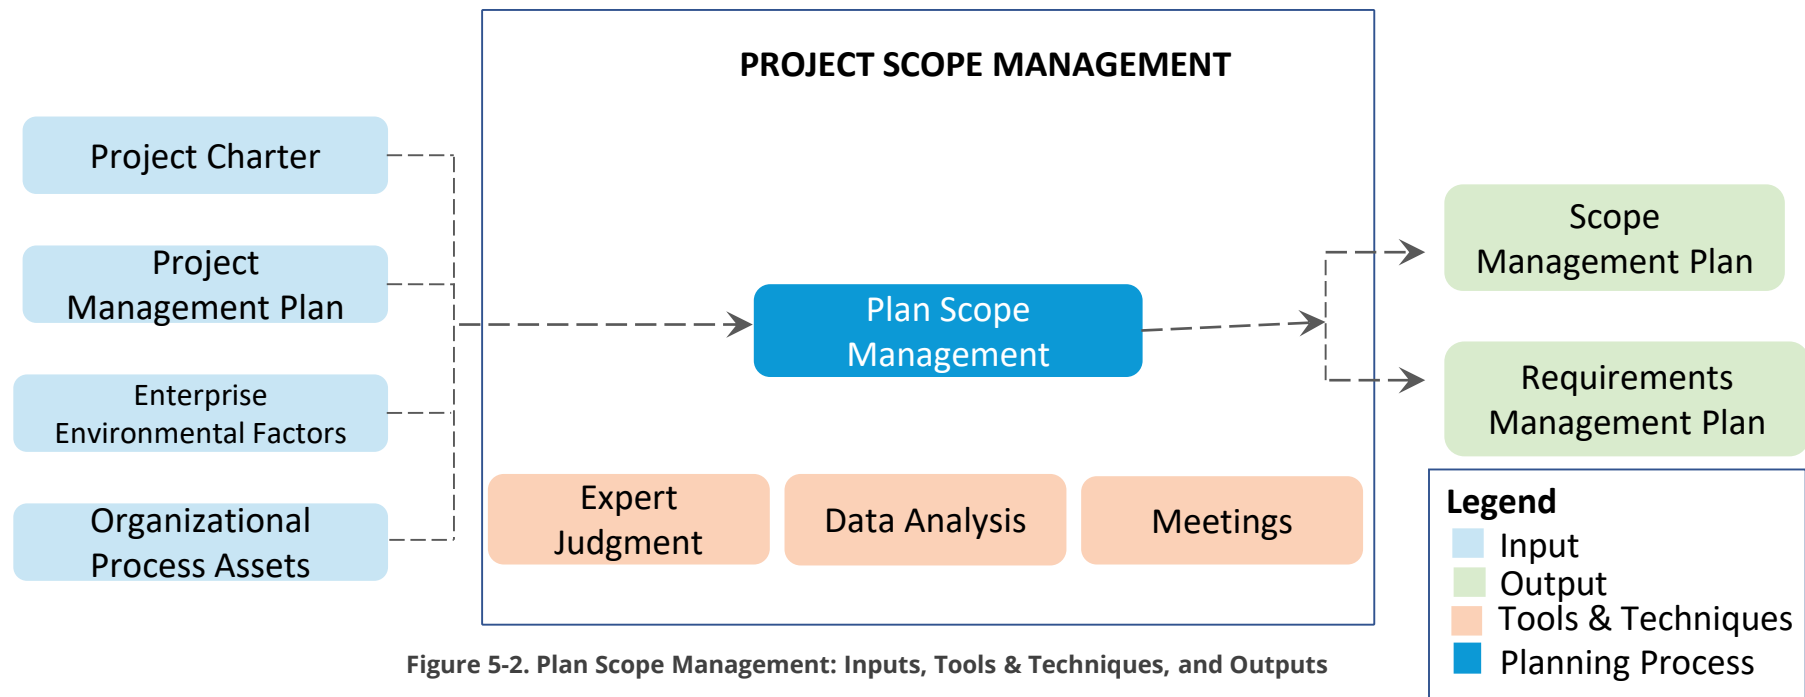 PROJECT SCOPE MANAGEMENT
Project Charter
Project
Management Plan
Enterprise
Environmental Factors
Organizational
Process Assets
Plan Scope
Management
Expert
Judgment
Data Analysis
Meetings
Scope
Management Plan
Requirements
Management Plan
Legend
Input
Output
Tools & Techniques
Planning Process
Figure 5-2. Plan Scope Management: Inputs, Tools & Techniques, and Outputs